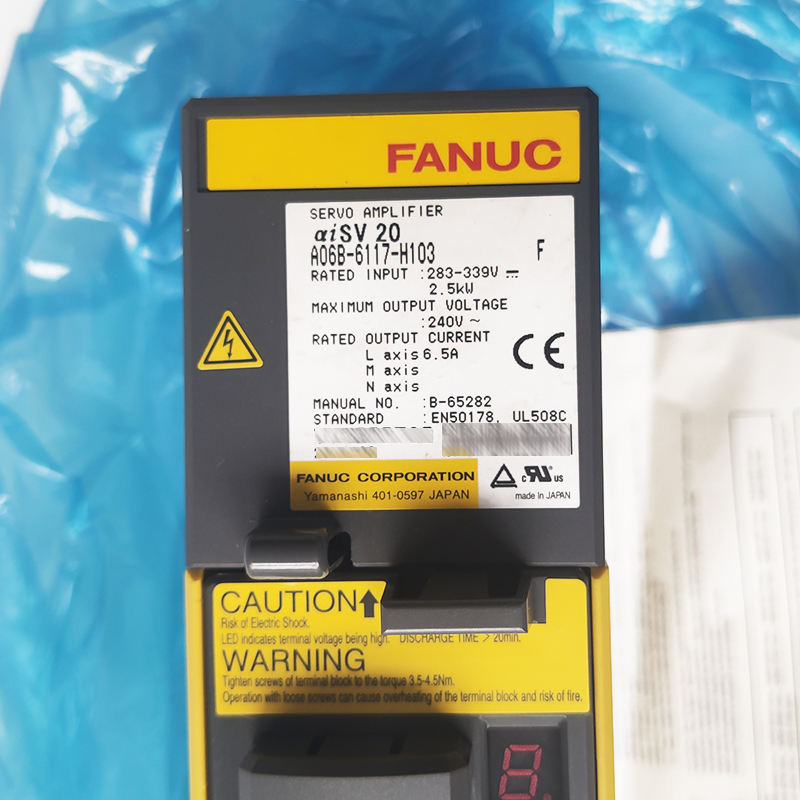 FANUC
SERVO AMPLIFIER
αiSV 20
A06B-6117-H103 F
RATED INPUT :283-339V ⎓
2.5kW
MAXIMUM OUTPUT VOLTAGE
:240V ~
RATED OUTPUT CURRENT
L axis 6.5A
M axis
N axis
MANUAL NO. :B-65282
STANDARD :EN50178, UL508C
CE
FANUC CORPORATION
Yamanashi 401-0597 JAPAN
c RU US
made in JAPAN
CAUTION
Risk of Electric Shock.
LED indicates terminal voltage being high. DISCHARGE TIME > 20min.
WARNING
Tighten screws of terminal block to the torque 3.5-4.5Nm.
Operation with loose screws can cause overheating of the terminal block and risk of fire.
8.